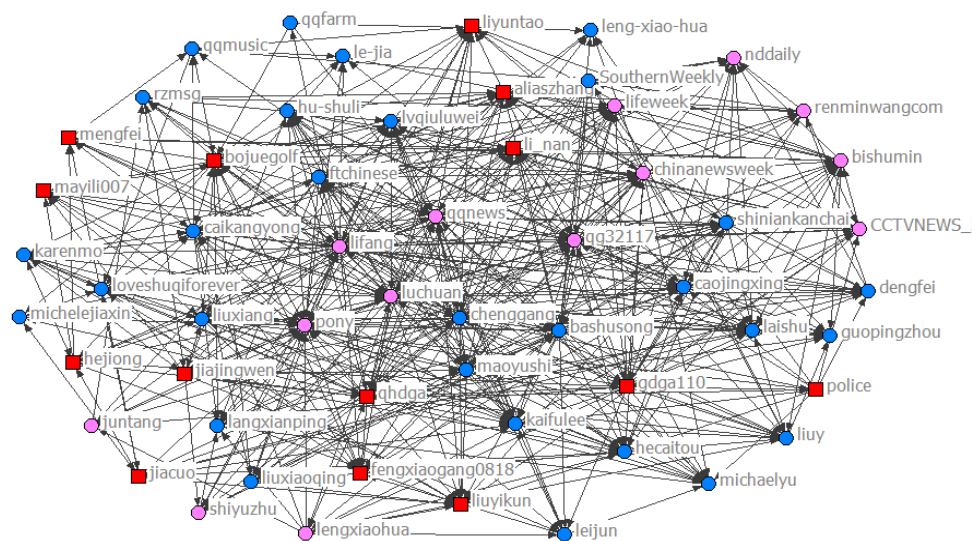 qqfarm
liyuntao
leng-xiao-hua
qqmusic
le-jia
nddaily
SouthernWeekly
rzmsg
hu-shuli
aliaszhang
lifeweek
renminwangcom
lvqiuluwei
mengfei
bojuegolf
li_nan
bishumin
ftchinese
chinanewsweek
mayili007
qqnews
shiniankanchai
caikangyong
CCTVNEWS_
lifang
qg32117
karenmo
loveshuqiforever
luchuan
caojingxing
dengfei
michelejiaxin
liuxiang
pony
chenggang
bashusong
laishu
guopingzhou
hejiong
jiajingwen
maoyushi
qhdga
gdga110
police
juntang
langxianping
kaifulee
liuy
hecaitou
jiacuo
liuxiaoqing
fengxiaogang0818
michaelyu
shiyuzhu
liuyikun
lengxiaohua
leijun